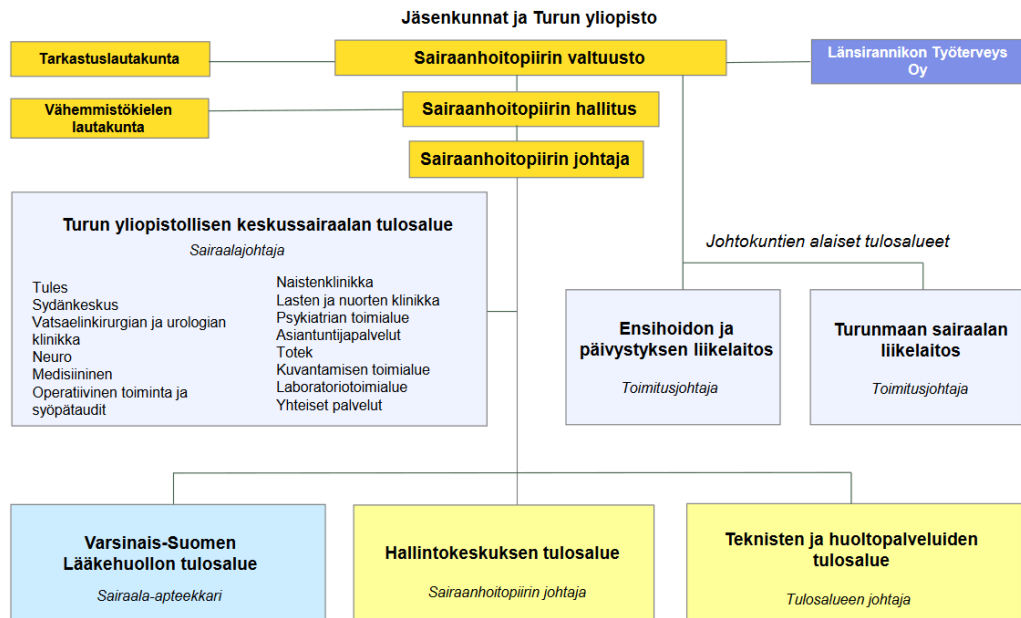 Jäsenkunnat ja Turun yliopisto
Tarkastuslautakunta
Sairaanhoitopiirin valtuusto
Länsirannikon Työterveys
Oy
Vähemmistökielen
lautakunta
Sairaanhoitopiirin hallitus
Sairaanhoitopiirin johtaja
Turun yliopistollisen keskussairaalan tulosalue
Sairaalajohtaja
Tules
Sydänkeskus
Vatsaelinkirurgian ja urologian
klinikka
Neuro
Medisiininen
Operatiivinen toiminta ja
syöpätaudit
Naistenklinikka
Lasten ja nuorten klinikka
Psykiatrian toimialue
Asiantuntijapalvelut
Totek
Kuvantamisen toimialue
Laboratoriotoimialue
Yhteiset palvelut
Johtokuntien alaiset tulosalueet
Ensihoidon ja
päivystyksen liikelaitos
Toimitusjohtaja
Turunmaan sairaalan
liikelaitos
Toimitusjohtaja
Varsinais-Suomen
Lääkehuollon tulosalue
Sairaala-apteekkari
Hallintokeskuksen tulosalue
Sairaanhoitopiirin johtaja
Teknisten ja huoltopalveluiden
tulosalue
Tulosalueen johtaja